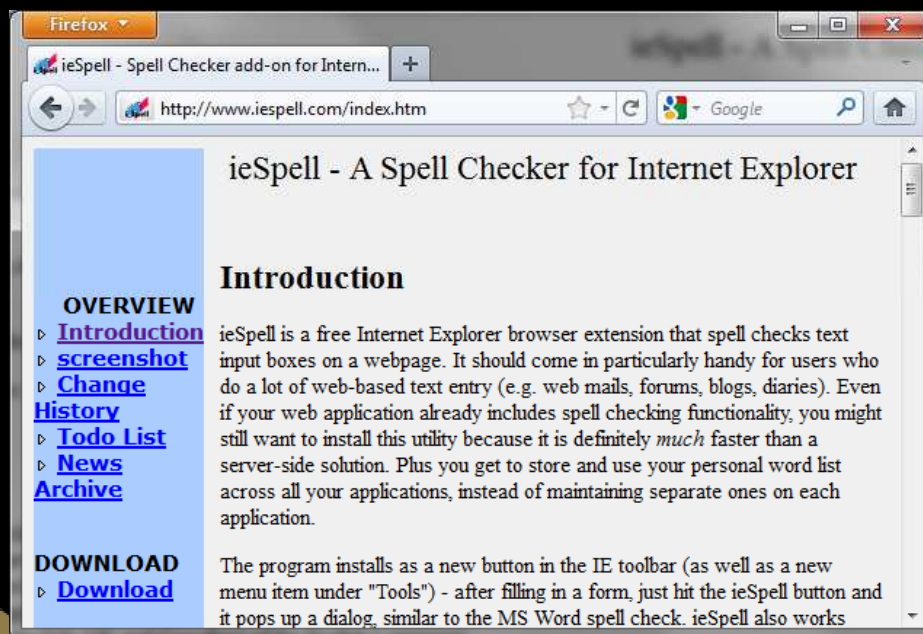 Firefox
ieSpell - Spell Checker add-on for Intern...
http://www.iespell.com/index.htm
Google
ieSpell - A Spell Checker for Internet Explorer
OVERVIEW
Introduction
screenshot
Change
History
Todo List
News
Archive
DOWNLOAD
Download
Introduction
ieSpell is a free Internet Explorer browser extension that spell checks text
input boxes on a webpage. It should come in particularly handy for users who
do a lot of web-based text entry (e.g. web mails, forums, blogs, diaries). Even
if your web application already includes spell checking functionality, you might
still want to install this utility because it is definitely much faster than a
server-side solution. Plus you get to store and use your personal word list
across all your applications, instead of maintaining separate ones on each
application.
The program installs as a new button in the IE toolbar (as well as a new
menu item under "Tools") - after filling in a form, just hit the ieSpell button and
it pops up a dialog, similar to the MS Word spell check. ieSpell also works